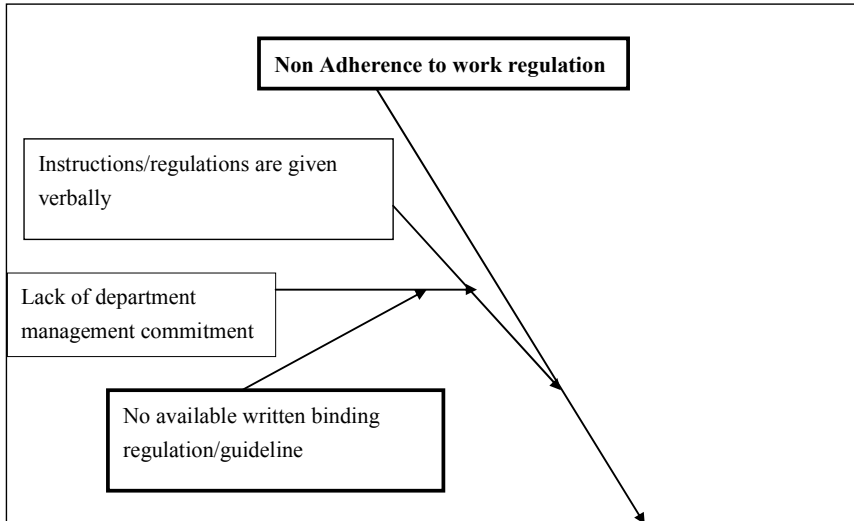 Non Adherence to work regulation
Instructions/regulations are given
verbally
Lack of department
management commitment
No available written binding
regulation/guideline